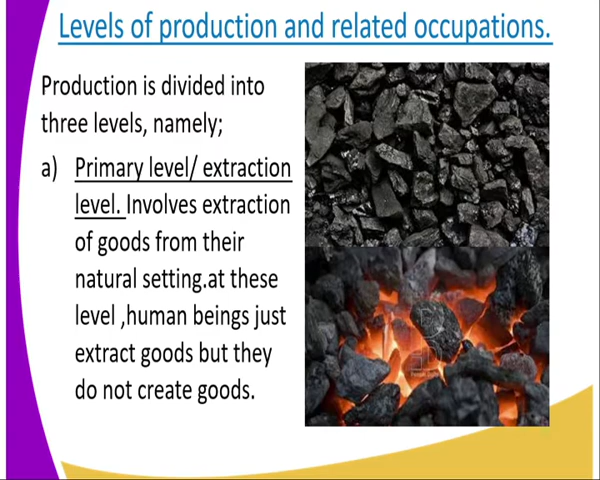 Levels of production and related occupations.
Production is divided into
three levels, namely;
a) Primary level/ extraction
level. Involves extraction
of goods from their
natural setting.at these
level ,human beings just
extract goods but they
do not create goods.